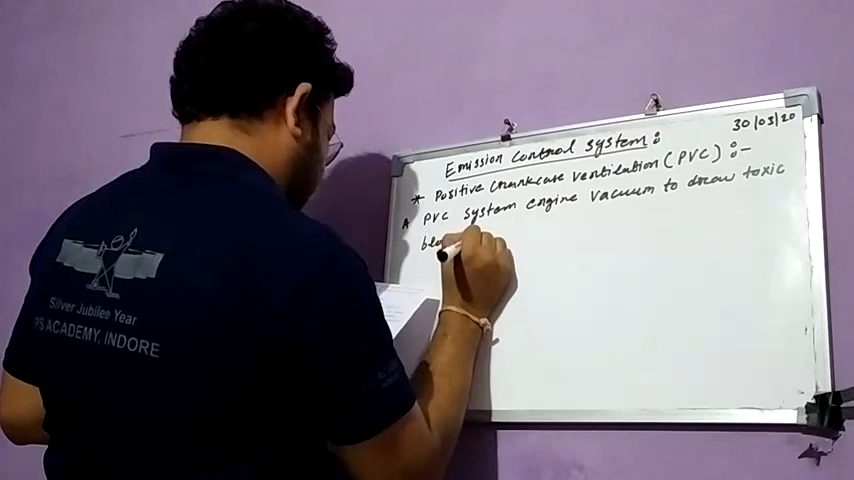 30/03/20
Emission Control System :
* Positive Crankcase Ventilation (PVC) :-
PVC System engine vacuum to draw toxic
Silver Jubilee Year
PS ACADEMY, INDORE